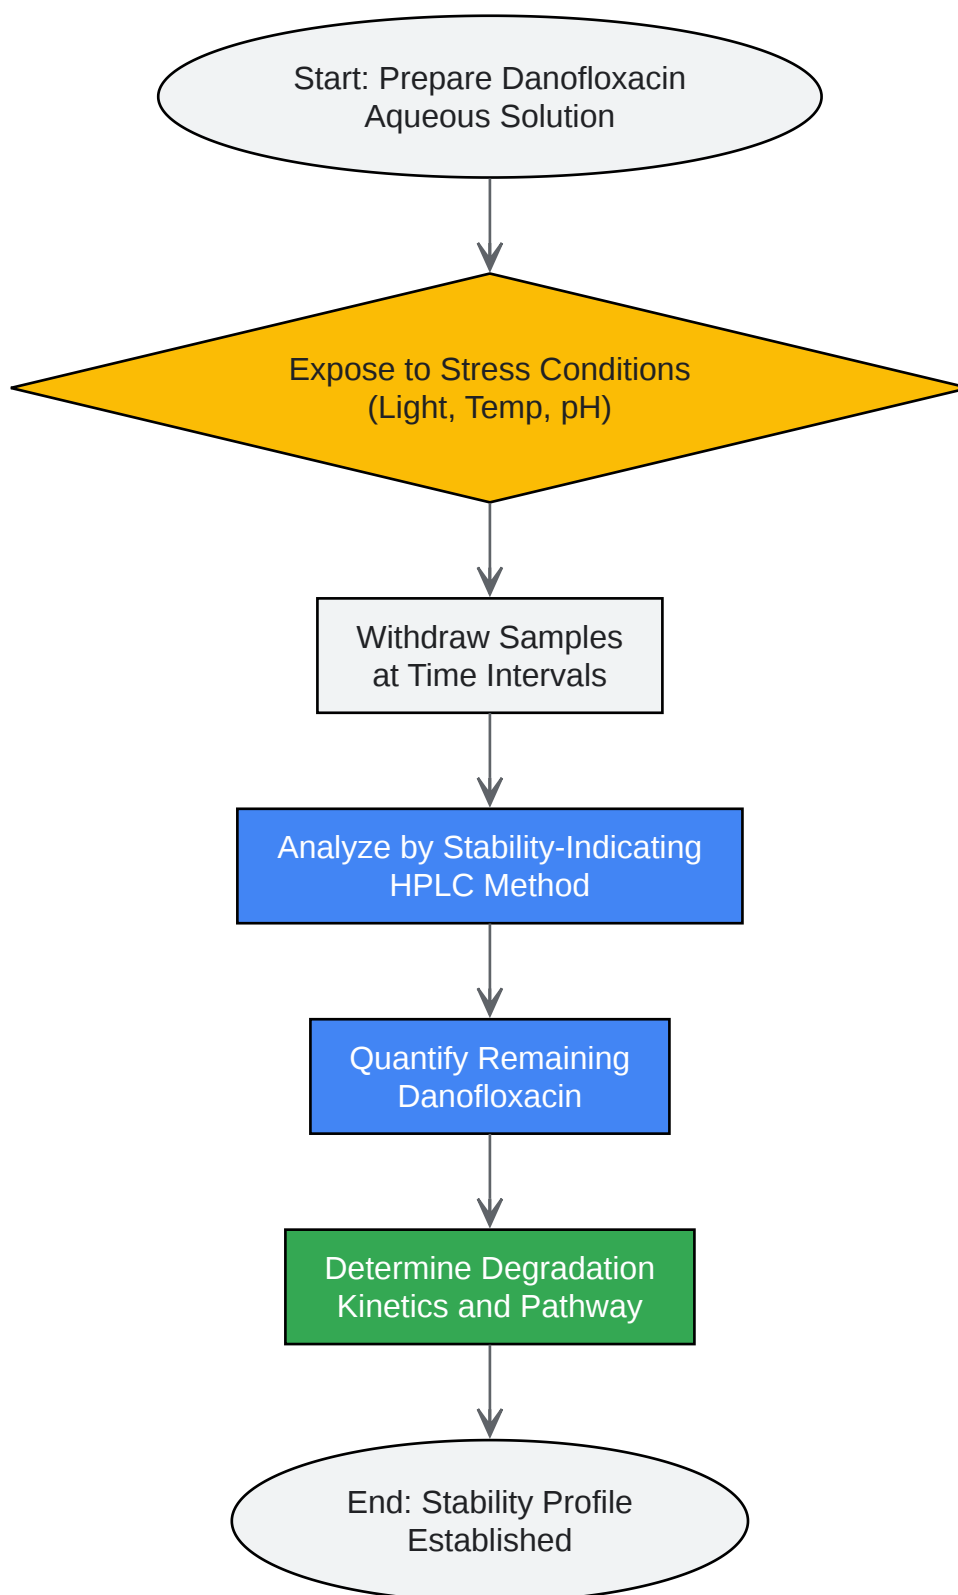 Start: Prepare Danofloxacin
Aqueous Solution
Expose to Stress Conditions
(Light, Temp, pH)
Withdraw Samples
at Time Intervals
Analyze by Stability-Indicating
HPLC Method
Quantify Remaining
Danofloxacin
Determine Degradation
Kinetics and Pathway
End: Stability Profile
Established